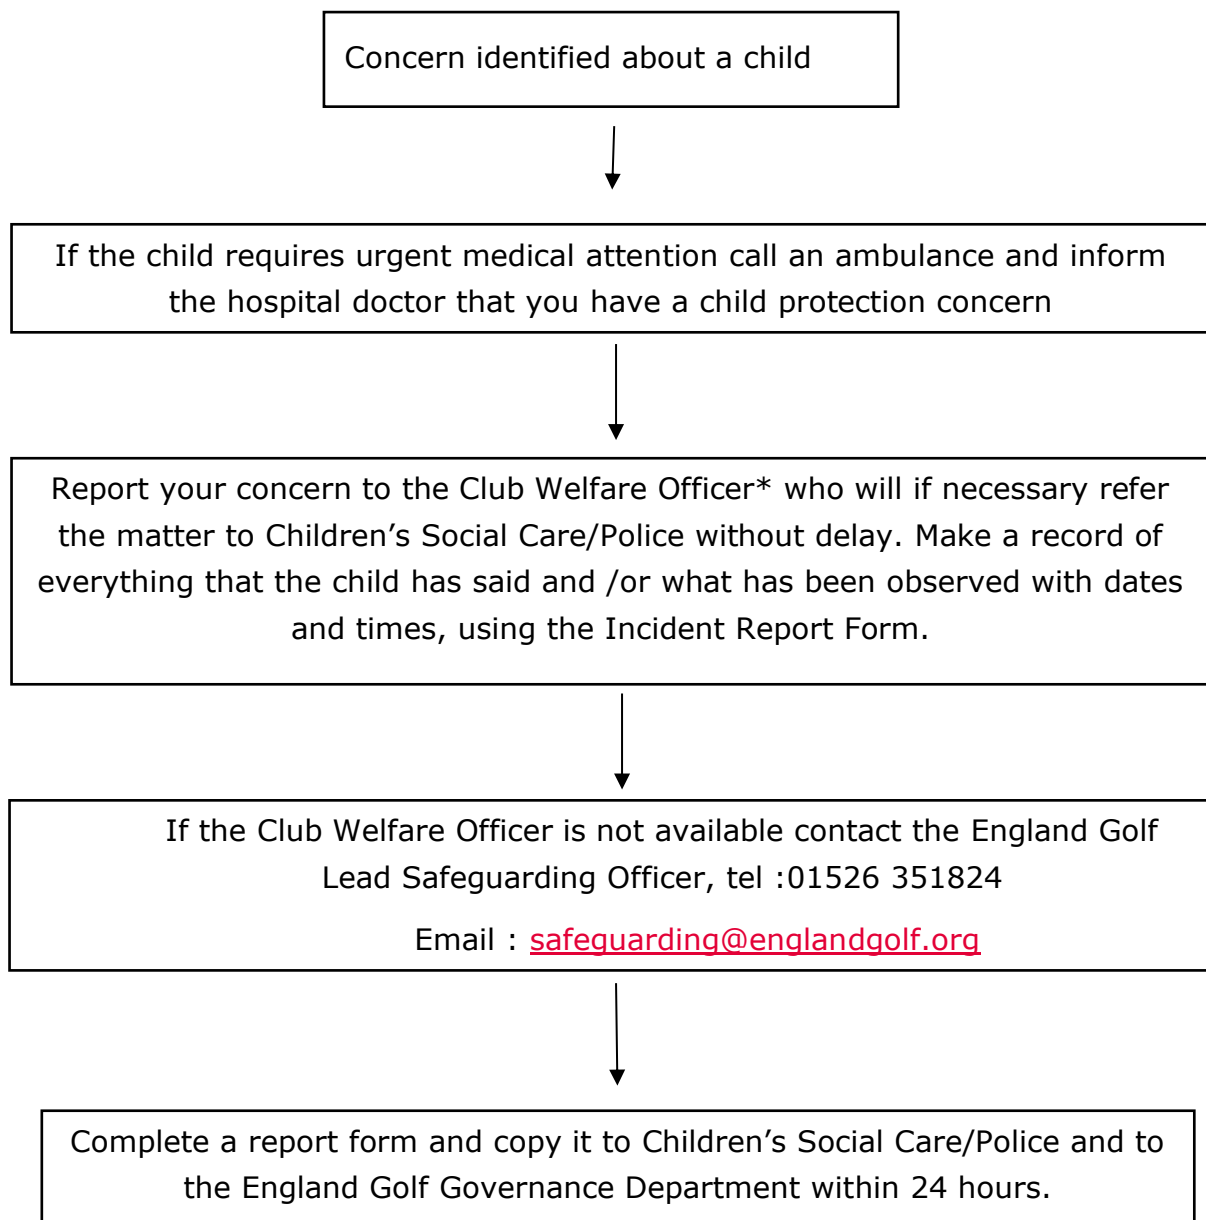 Concern identified about a child
If the child requires urgent medical attention call an ambulance and inform
the hospital doctor that you have a child protection concern
Report your concern to the Club Welfare Officer* who will if necessary refer
the matter to Children’s Social Care/Police without delay. Make a record of
everything that the child has said and /or what has been observed with dates
and times, using the Incident Report Form.
If the Club Welfare Officer is not available contact the England Golf
Lead Safeguarding Officer, tel :01526 351824
Email : safeguarding@englandgolf.org
Complete a report form and copy it to Children’s Social Care/Police and to
the England Golf Governance Department within 24 hours.